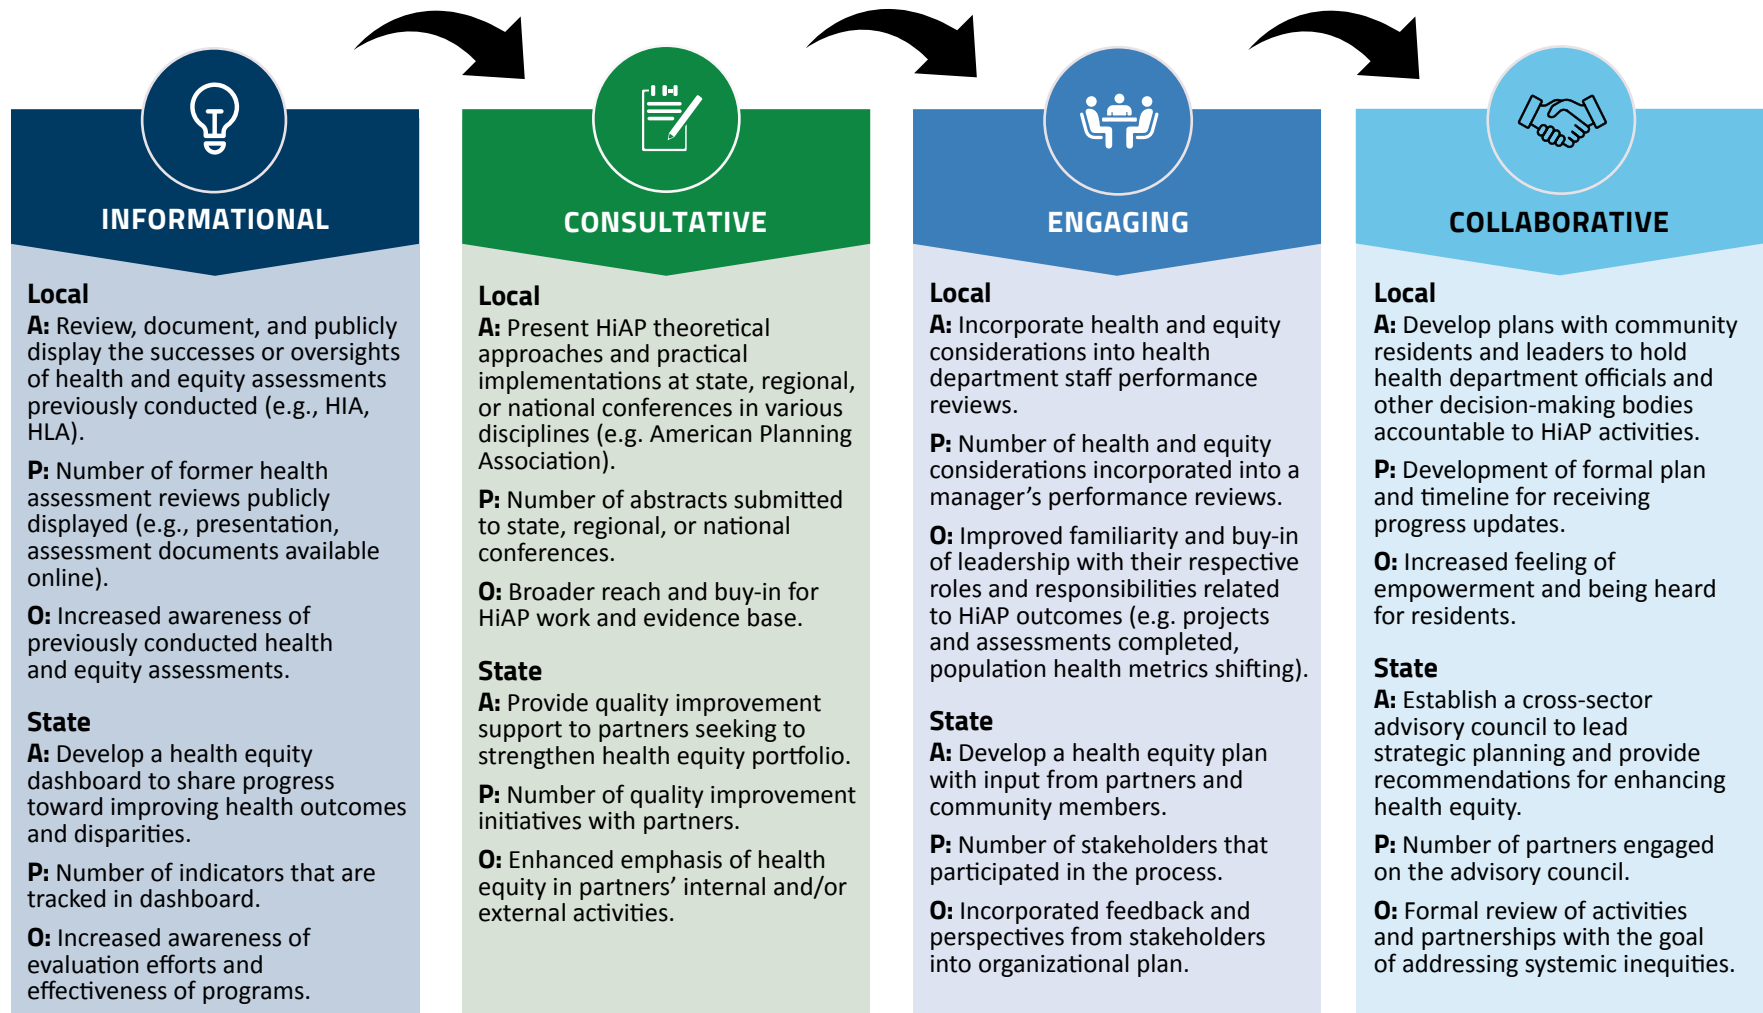 INFORMATIONAL
Local
A: Review, document, and publicly
display the successes or oversights
of health and equity assessments
previously conducted (e.g., HIA,
HLA).
P: Number of former health
assessment reviews publicly
displayed (e.g., presentation,
assessment documents available
online).
O: Increased awareness of
previously conducted health
and equity assessments.
State
A: Develop a health equity
dashboard to share progress
toward improving health outcomes
and disparities.
P: Number of indicators that are
tracked in dashboard.
O: Increased awareness of
evaluation efforts and
effectiveness of programs.
CONSULTATIVE
Local
A: Present HiAP theoretical
approaches and practical
implementations at state, regional,
or national conferences in various
disciplines (e.g. American Planning
Association).
P: Number of abstracts submitted
to state, regional, or national
conferences.
O: Broader reach and buy-in for
HiAP work and evidence base.
State
A: Provide quality improvement
support to partners seeking to
strengthen health equity portfolio.
P: Number of quality improvement
initiatives with partners.
O: Enhanced emphasis of health
equity in partners’ internal and/or
external activities.
ENGAGING
Local
A: Incorporate health and equity
considerations into health
department staff performance
reviews.
P: Number of health and equity
considerations incorporated into a
manager’s performance reviews.
O: Improved familiarity and buy-in
of leadership with their respective
roles and responsibilities related
to HiAP outcomes (e.g. projects
and assessments completed,
population health metrics shifting).
State
A: Develop a health equity plan
with input from partners and
community members.
P: Number of stakeholders that
participated in the process.
O: Incorporated feedback and
perspectives from stakeholders
into organizational plan.
COLLABORATIVE
Local
A: Develop plans with community
residents and leaders to hold
health department officials and
other decision-making bodies
accountable to HiAP activities.
P: Development of formal plan
and timeline for receiving
progress updates.
O: Increased feeling of
empowerment and being heard
for residents.
State
A: Establish a cross-sector
advisory council to lead
strategic planning and provide
recommendations for enhancing
health equity.
P: Number of partners engaged
on the advisory council.
O: Formal review of activities
and partnerships with the goal
of addressing systemic inequities.